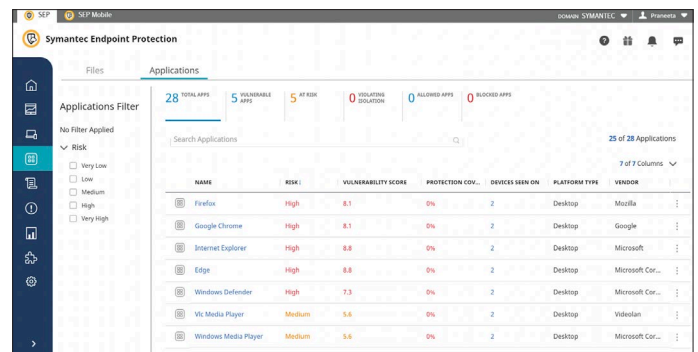 SEP SEP Mobile DOMAIN SYMANTEC Praneeta
Symantec Endpoint Protection
Files Applications
Applications Filter
No Filter Applied
Risk
Very Low
Low
Medium
High
Very High
28 TOTAL APPS 5 VULNERABLE APPS 5 AT RISK 0 VIOLATING ISOLATION 0 ALLOWED APPS 0 BLOCKED APPS
Search Applications 25 of 28 Applications
7 of 7 Columns
NAME RISK VULNERABILITY SCORE PROTECTION COV... DEVICES SEEN ON PLATFORM TYPE VENDOR
Firefox High 8.1 0% 2 Desktop Mozilla
Google Chrome High 8.1 0% 2 Desktop Google
Internet Explorer High 8.8 0% 2 Desktop Microsoft
Edge High 8.8 0% 2 Desktop Microsoft Cor...
Windows Defender High 7.3 0% 2 Desktop Microsoft Cor...
Vlc Media Player Medium 5.6 0% 2 Desktop Videolan
Windows Media Player Medium 5.6 0% 2 Desktop Microsoft Cor...